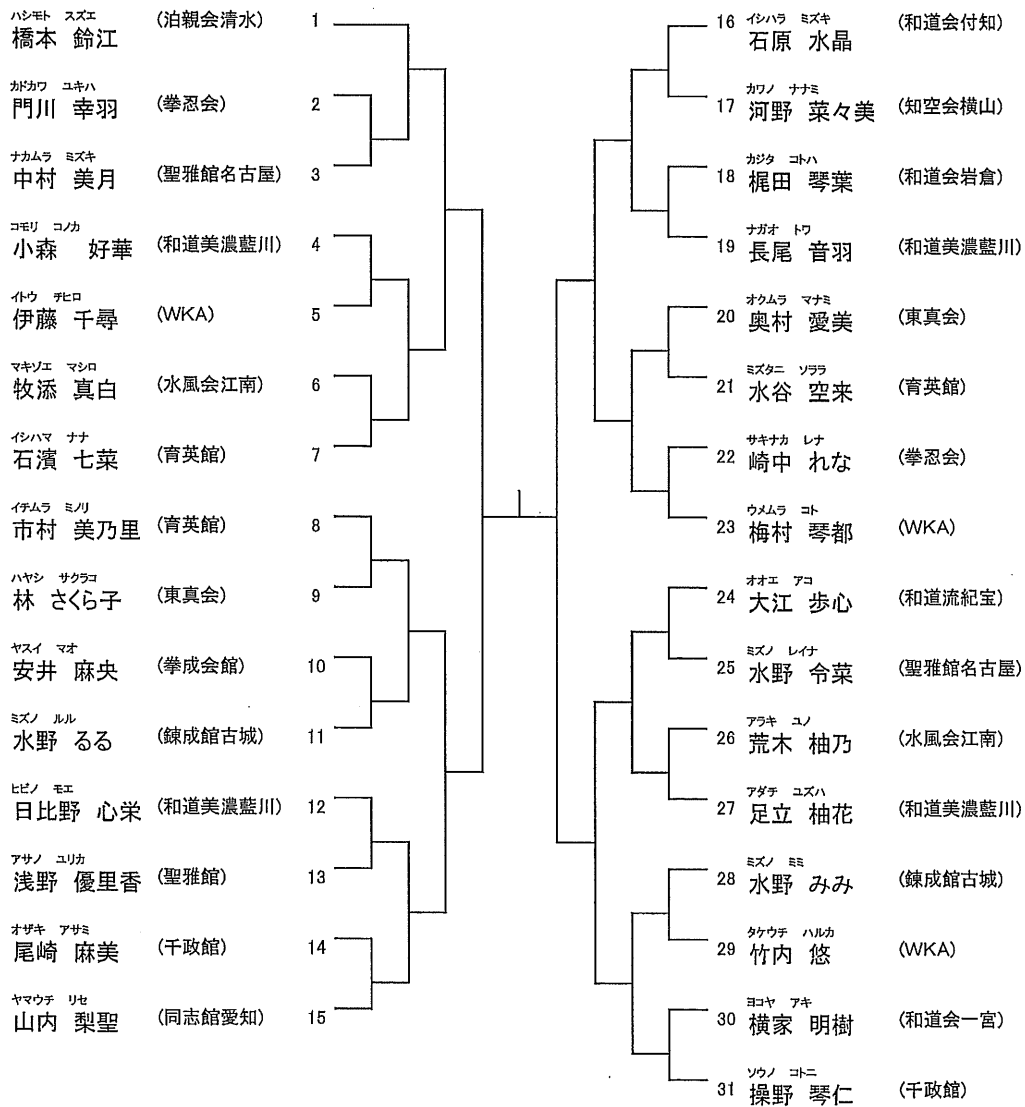 ハシモト スズエ
橋本 鈴江 (泊親会清水) 1
カドカワ ユキハ
門川 幸羽 (拳忍会) 2
ナカムラ ミズキ
中村 美月 (聖雅館名古屋) 3
コモリ コノカ
小森 好華 (和道美濃藍川) 4
イトウ チヒロ
伊藤 千尋 (WKA) 5
マキゾエ マシロ
牧添 真白 (水風会江南) 6
イシハマ ナナ
石濱 七菜 (育英館) 7
イチムラ ミノリ
市村 美乃里 (育英館) 8
ハヤシ サクラコ
林 さくら子 (東真会) 9
ヤスイ マオ
安井 麻央 (拳成会館) 10
ミズノ ルル
水野 るる (錬成館古城) 11
ヒビノ モエ
日比野 心栄 (和道美濃藍川) 12
アサノ ユリカ
浅野 優里香 (聖雅館) 13
オザキ アサミ
尾崎 麻美 (千政館) 14
ヤマウチ リセ
山内 梨聖 (同志館愛知) 15
イシハラ ミズキ
16 石原 水晶 (和道会付知)
カワノ ナナミ
17 河野 菜々美 (知空会横山)
カジタ コトハ
18 梶田 琴葉 (和道会岩倉)
ナガオ トワ
19 長尾 音羽 (和道美濃藍川)
オクムラ マナミ
20 奥村 愛美 (東真会)
ミズタニ ソララ
21 水谷 空来 (育英館)
サキナカ レナ
22 崎中 れな (拳忍会)
ウメムラ コト
23 梅村 琴都 (WKA)
オオエ アコ
24 大江 歩心 (和道流紀宝)
ミズノ レイナ
25 水野 令菜 (聖雅館名古屋)
アラキ ユノ
26 荒木 柚乃 (水風会江南)
アダチ ユズハ
27 足立 柚花 (和道美濃藍川)
ミズノ ミミ
28 水野 みみ (錬成館古城)
タケウチ ハルカ
29 竹内 悠 (WKA)
ヨコヤ アキ
30 横家 明樹 (和道会一宮)
ソウノ コトニ
31 操野 琴仁 (千政館)